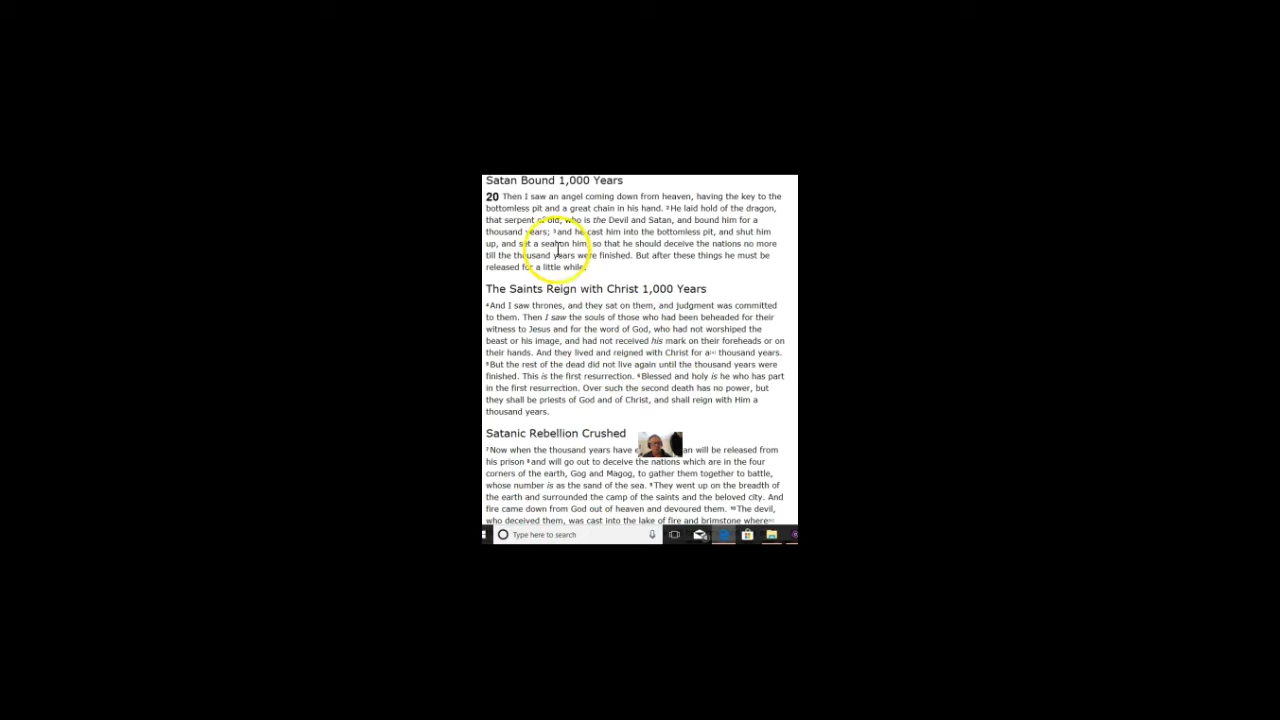 Satan Bound 1,000 Years
20 Then I saw an angel coming down from heaven, having the key to the
bottomless pit and a great chain in his hand. 2 He laid hold of the dragon,
that serpent of old, who is the Devil and Satan, and bound him for a
thousand years; 3 and he cast him into the bottomless pit, and shut him
up, and set a seal on him, so that he should deceive the nations no more
till the thousand years were finished. But after these things he must be
released for a little while.
The Saints Reign with Christ 1,000 Years
4 And I saw thrones, and they sat on them, and judgment was committed
to them. Then I saw the souls of those who had been beheaded for their
witness to Jesus and for the word of God, who had not worshiped the
beast or his image, and had not received his mark on their foreheads or on
their hands. And they lived and reigned with Christ for a thousand years.
5 But the rest of the dead did not live again until the thousand years were
finished. This is the first resurrection. 6 Blessed and holy is he who has part
in the first resurrection. Over such the second death has no power, but
they shall be priests of God and of Christ, and shall reign with Him a
thousand years.
Satanic Rebellion Crushed
7 Now when the thousand years have will be released from
his prison 8 and will go out to deceive the nations which are in the four
corners of the earth, Gog and Magog, to gather them together to battle,
whose number is as the sand of the sea. 9 They went up on the breadth of
the earth and surrounded the camp of the saints and the beloved city. And
fire came down from God out of heaven and devoured them. 10 The devil,
who deceived them, was cast into the lake of fire and brimstone where
Type here to search